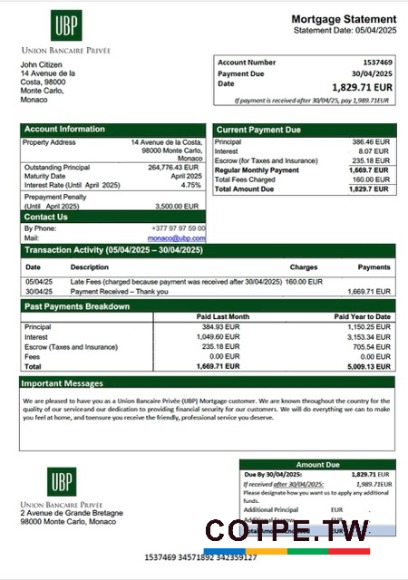 UBP
UNION BANCAIRE PRIVÉE
Mortgage Statement
Statement Date: 05/04/2025
John Citizen
14 Avenue de la
Costa, 98000
Monte Carlo,
Monaco
Account Number 1537469
Payment Due 30/04/2025
Date
1,829.71 EUR
If payment is received after 30/04/25, pay 1,989.71EUR
Account Information
Property Address 14 Avenue de la Costa,
98000 Monte Carlo,
Monaco
Outstanding Principal 264,776.43 EUR
Maturity Date April 2025
Interest Rate (Until April 2025) 4.75%
Prepayment Penalty
(Until April 2025) 3,500.00 EUR
Contact Us
By Phone: +377 97 97 59 00
Mail: monaco@ubp.com
Current Payment Due
Principal 386.46 EUR
Interest 8.07 EUR
Escrow (for Taxes and Insurance) 235.18 EUR
Regular Monthly Payment 1,669.7 EUR
Total Fees Charged 160.00 EUR
Total Amount Due 1,829.7 EUR
Transaction Activity (05/04/2025 – 30/04/2025)
Date Description Charges Payments
05/04/25 Late Fees (charged because payment was received after 30/04/2025) 160.00 EUR
30/04/25 Payment Received – Thank you 1,669.71 EUR
Past Payments Breakdown
Paid Last Month Paid Year to Date
Principal 384.93 EUR 1,150.25 EUR
Interest 1,049.60 EUR 3,153.34 EUR
Escrow (Taxes and Insurance) 235.18 EUR 705.54 EUR
Fees 0.00 EUR 0.00 EUR
Total 1,669.71 EUR 5,009.13 EUR
Important Messages
We are pleased to have you as a Union Bancaire Privée (UBP) Mortgage customer. We are known throughout the country for the
quality of our serviceand our dedication to providing financial security for our customers. We will do everything we can to make
you feel at home, and toensure you receive the friendly, professional service you deserve.
UBP
UNION BANCAIRE PRIVÉE
2 Avenue de Grande Bretagne
98000 Monte Carlo, Monaco
Amount Due
Due By 30/04/2025: 1,829.71 EUR
If received after 30/04/2025: 1,989.71EUR
Please designate how you want us to apply any additional
funds.
Additional Principal EUR
Additional EUR
Total EUR
COTPE.TW
1537469 34571892 342359127